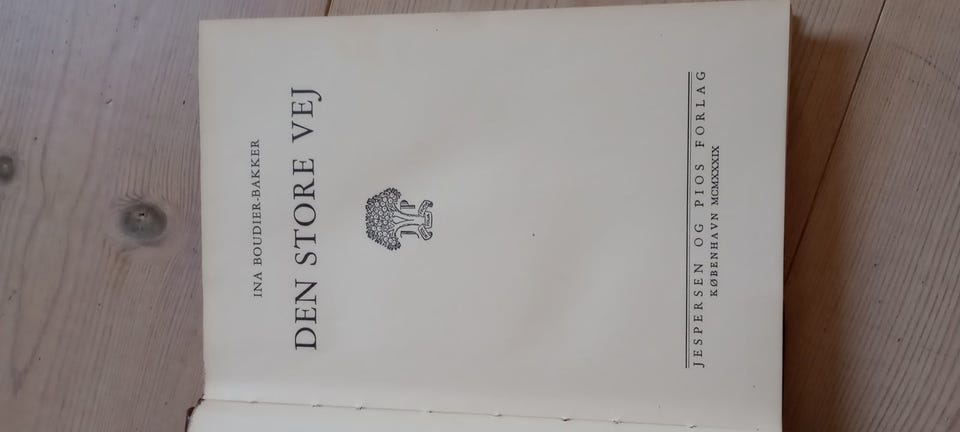 INA BOUDIER-BAKKER
DEN STORE VEJ
J P
JESPERSEN OG PIOS FORLAG
KØBENHAVN MCMXXXIX